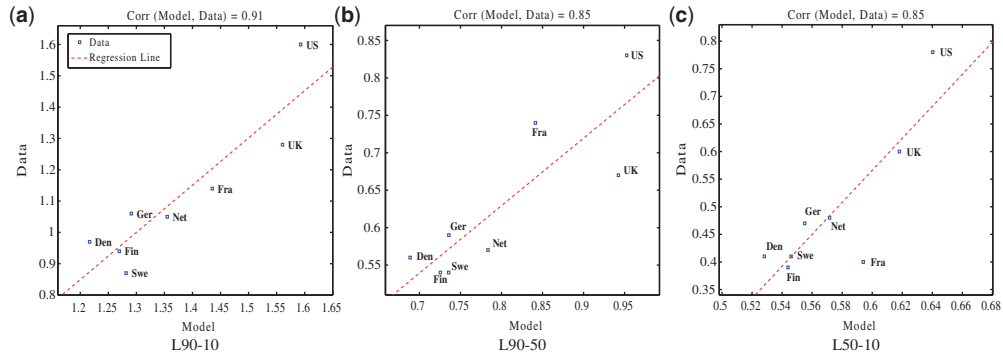 (a)
Corr (Model, Data) = 0.91
Data
Regression Line
US
UK
Fra
Ger
Net
Den
Fin
Swe
Data
1.6
1.5
1.4
1.3
1.2
1.1
1
0.9
0.8
1.2 1.25 1.3 1.35 1.4 1.45 1.5 1.55 1.6 1.65
Model
L90-10
(b)
Corr (Model, Data) = 0.85
US
Fra
UK
Ger
Net
Den
Swe
Fin
Data
0.85
0.8
0.75
0.7
0.65
0.6
0.55
0.7 0.75 0.8 0.85 0.9 0.95
Model
L90-50
(c)
Corr (Model, Data) = 0.85
US
UK
Ger
Net
Den
Swe
Fra
Fin
Data
0.8
0.75
0.7
0.65
0.6
0.55
0.5
0.45
0.4
0.35
0.5 0.52 0.54 0.56 0.58 0.6 0.62 0.64 0.66 0.68
Model
L50-10